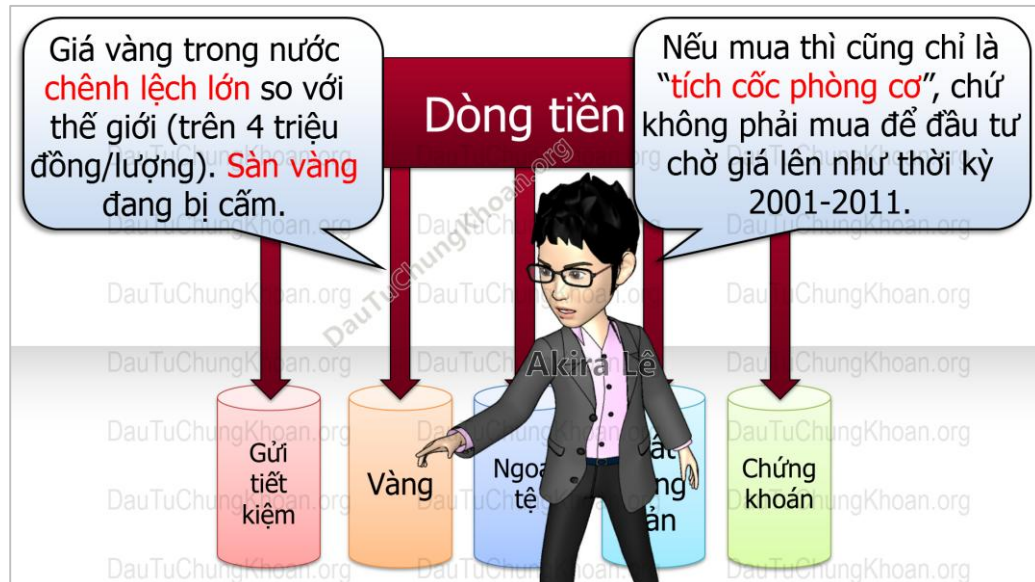 Giá vàng trong nước
chênh lệch lớn so với
thế giới (trên 4 triệu
đồng/lượng). Sàn vàng
đang bị cấm.
Dòng tiền
Nếu mua thì cũng chỉ là
“tích cốc phòng cơ”, chứ
không phải mua để đầu tư
chờ giá lên như thời kỳ
2001-2011.
DauTuChungKhoan.org
Akira Lê
Gửi
tiết
kiệm
Vàng
tệ
Chứng
khoán